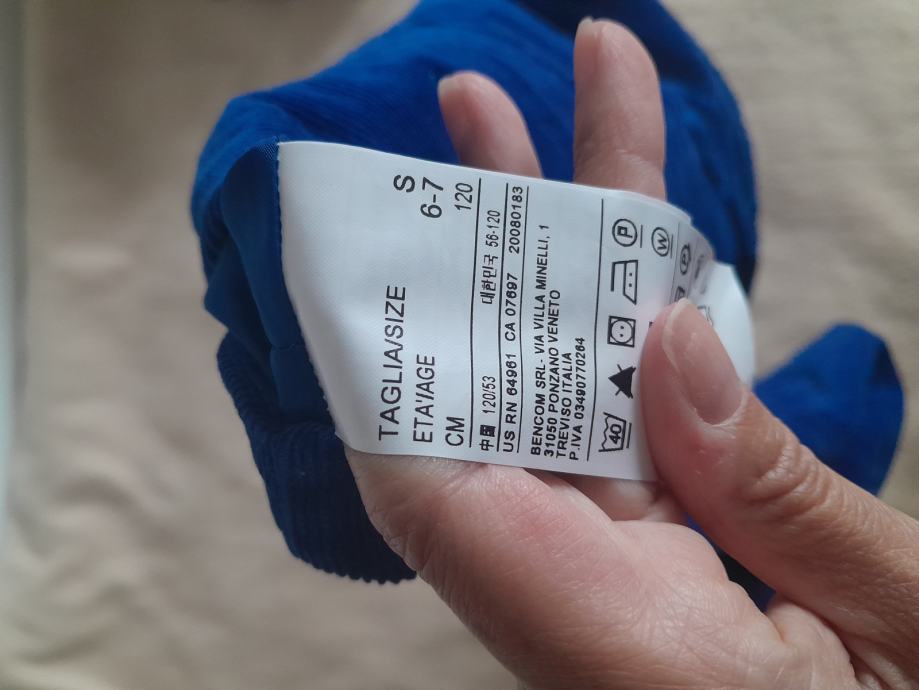 TAGLIA/SIZE S
ETA'/AGE 6-7
CM 120
中國 120/53 대한민국 56-120
US RN 64961 CA 07697 20080183
BENCOM SRL- VIA VILLA MINELLI, 1
31050 PONZANO VENETO
TREVISO ITALIA
P.IVA 03490770264
40 P
W